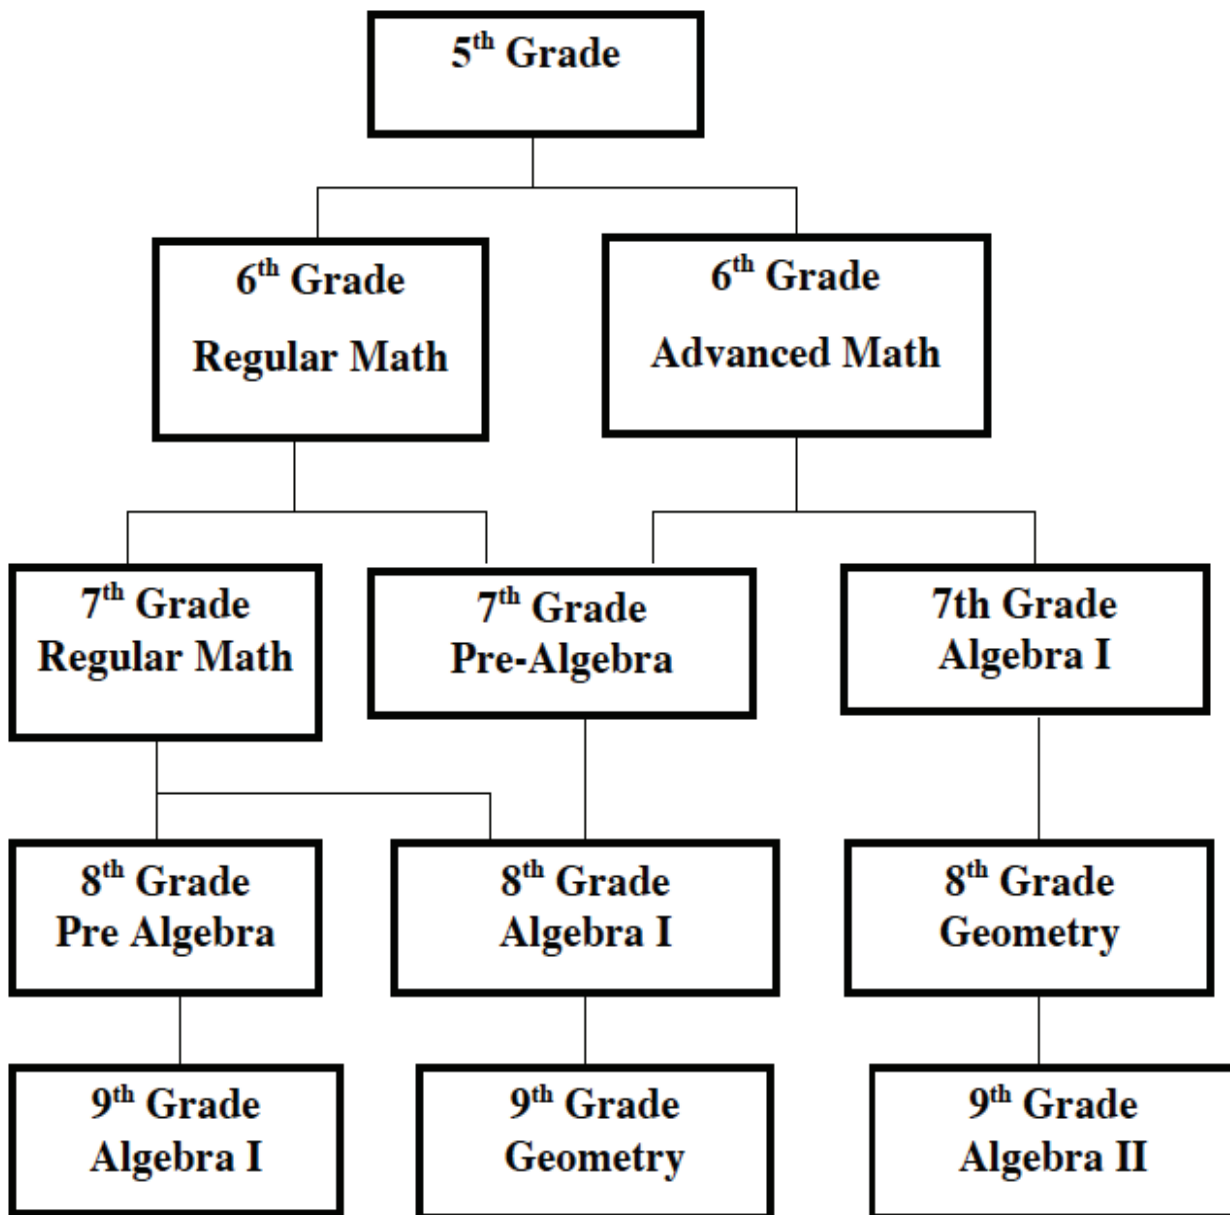 5th Grade
6th Grade
Regular Math
6th Grade
Advanced Math
7th Grade
Regular Math
7th Grade
Pre-Algebra
7th Grade
Algebra I
8th Grade
Pre Algebra
8th Grade
Algebra I
8th Grade
Geometry
9th Grade
Algebra I
9th Grade
Geometry
9th Grade
Algebra II